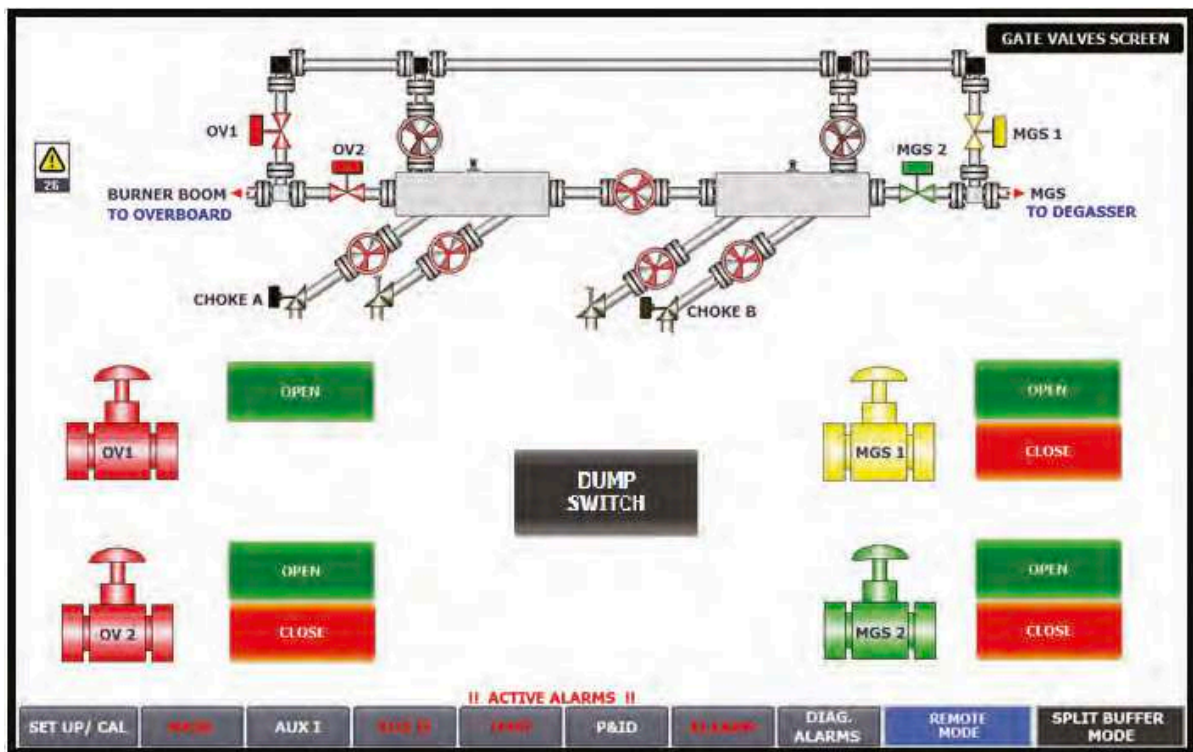 GATE VALVES SCREEN
OV1
MGS 1
OV2
MGS 2
26
BURNER BOOM
TO OVERBOARD
MGS
TO DEGASSER
CHOKE A
CHOKE B
OPEN
OV1
OPEN
MGS 1
CLOSE
DUMP
SWITCH
OPEN
OV 2
CLOSE
OPEN
MGS 2
CLOSE
!! ACTIVE ALARMS !!
SET UP/ CAL
AUX I
P&ID
DIAG.
ALARMS
REMOTE
MODE
SPLIT BUFFER
MODE